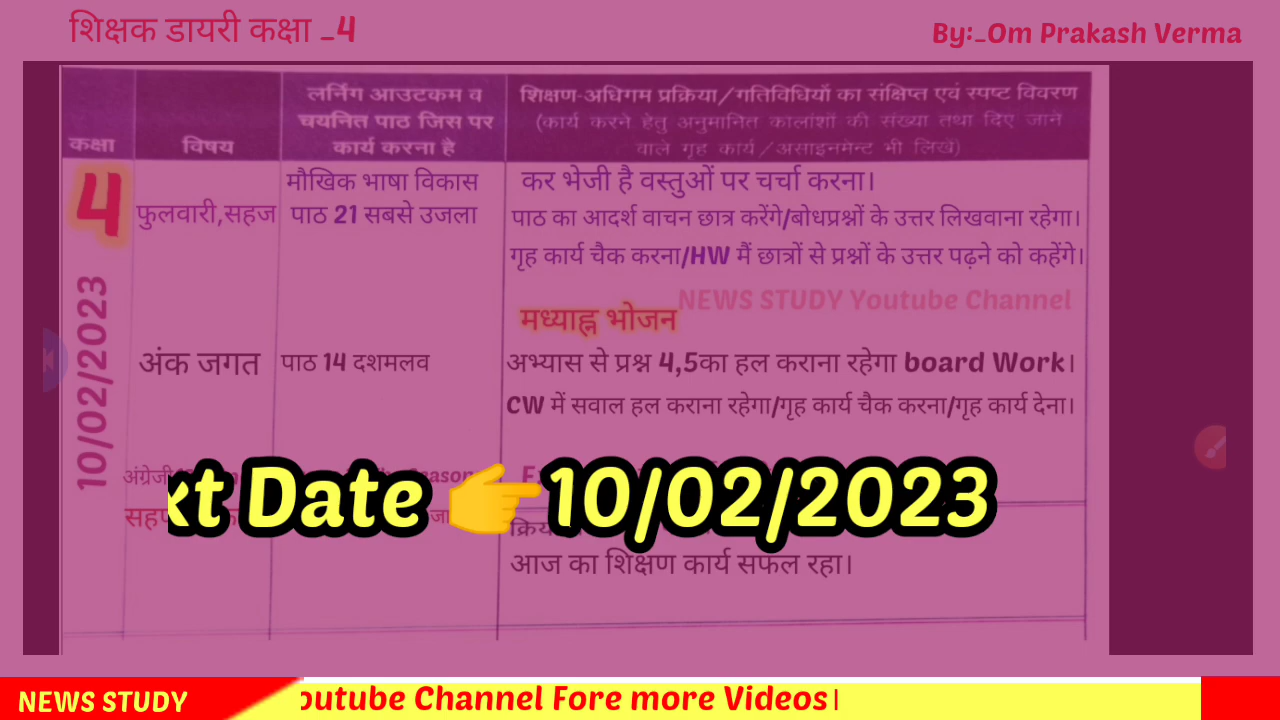 शिक्षक डायरी कक्षा _4
By:_Om Prakash Verma
कक्षा
विषय
लर्निंग आउटकम व
चयनित पाठ जिस पर
कार्य करना है
शिक्षण-अधिगम प्रक्रिया/गतिविधियों का संक्षिप्त एवं स्पष्ट विवरण
(कार्य करने हेतु अनुमानित कालांशों की संख्या तथा दिए जाने
वाले गृह कार्य/असाइनमेन्ट भी लिखें)
4
10/02/2023
फुलवारी,सहज
मौखिक भाषा विकास
पाठ 21 सबसे उजला
कर भेजी है वस्तुओं पर चर्चा करना।
पाठ का आदर्श वाचन छात्र करेंगे/बोधप्रश्नों के उत्तर लिखवाना रहेगा।
गृह कार्य चैक करना/HW मैं छात्रों से प्रश्नों के उत्तर पढ़ने को कहेंगे।
NEWS STUDY Youtube Channel
मध्याह्न भोजन
अंक जगत
पाठ 14 दशमलव
अभ्यास से प्रश्न 4,5का हल कराना रहेगा board Work।
CW में सवाल हल कराना रहेगा/गृह कार्य चैक करना/गृह कार्य देना।
अंग्रेजी
xt Date 👉10/02/2023
आज का शिक्षण कार्य सफल रहा।
NEWS STUDY
outube Channel Fore more Videos।